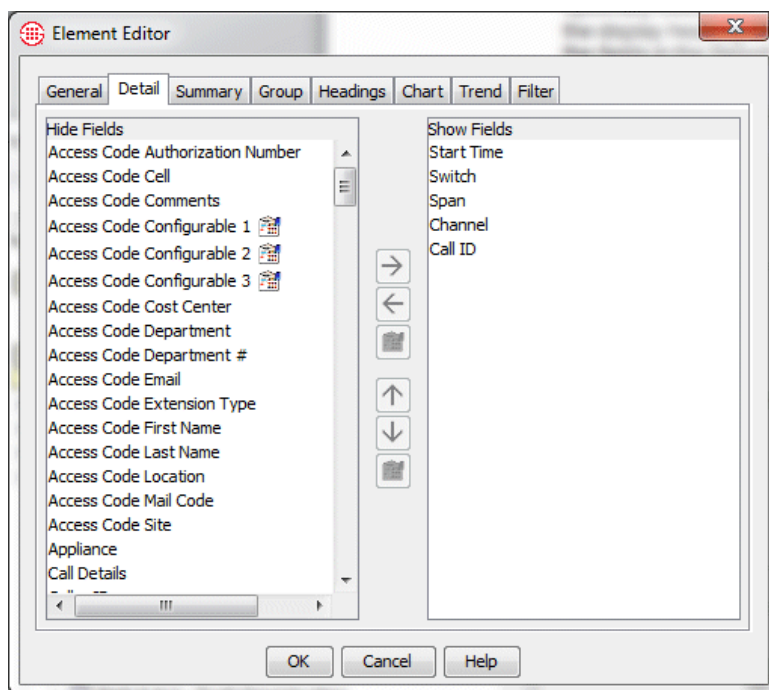 Element Editor
General Detail Summary Group Headings Chart Trend Filter
Hide Fields
Access Code Authorization Number
Access Code Cell
Access Code Comments
Access Code Configurable 1
Access Code Configurable 2
Access Code Configurable 3
Access Code Cost Center
Access Code Department
Access Code Department #
Access Code Email
Access Code Extension Type
Access Code First Name
Access Code Last Name
Access Code Location
Access Code Mail Code
Access Code Site
Appliance
Call Details
Show Fields
Start Time
Switch
Span
Channel
Call ID
OK Cancel Help